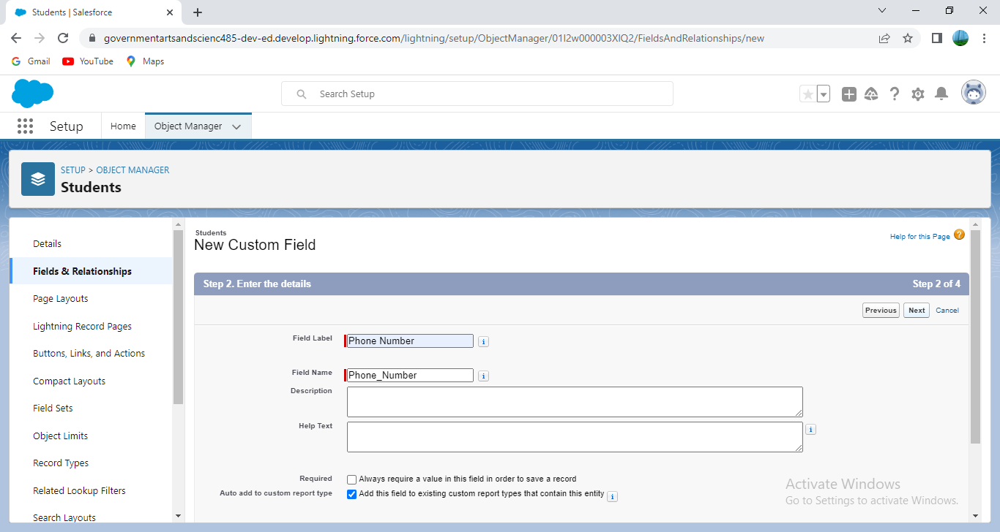 Students | Salesforce
governmentartsandscienc485-dev-ed.develop.lightning.force.com/lightning/setup/ObjectManager/01I2w000003XlQ2/FieldsAndRelationships/new
Gmail YouTube Maps
Search Setup
Setup Home Object Manager
SETUP > OBJECT MANAGER
Students
Details
Fields & Relationships
Page Layouts
Lightning Record Pages
Buttons, Links, and Actions
Compact Layouts
Field Sets
Object Limits
Record Types
Related Lookup Filters
Search Layouts
Students
New Custom Field
Help for this Page ?
Step 2. Enter the details Step 2 of 4
Previous Next Cancel
Field Label Phone Number i
Field Name Phone_Number i
Description
Help Text i
Required Always require a value in this field in order to save a record
Auto add to custom report type Add this field to existing custom report types that contain this entity i
Activate Windows
Go to Settings to activate Windows.